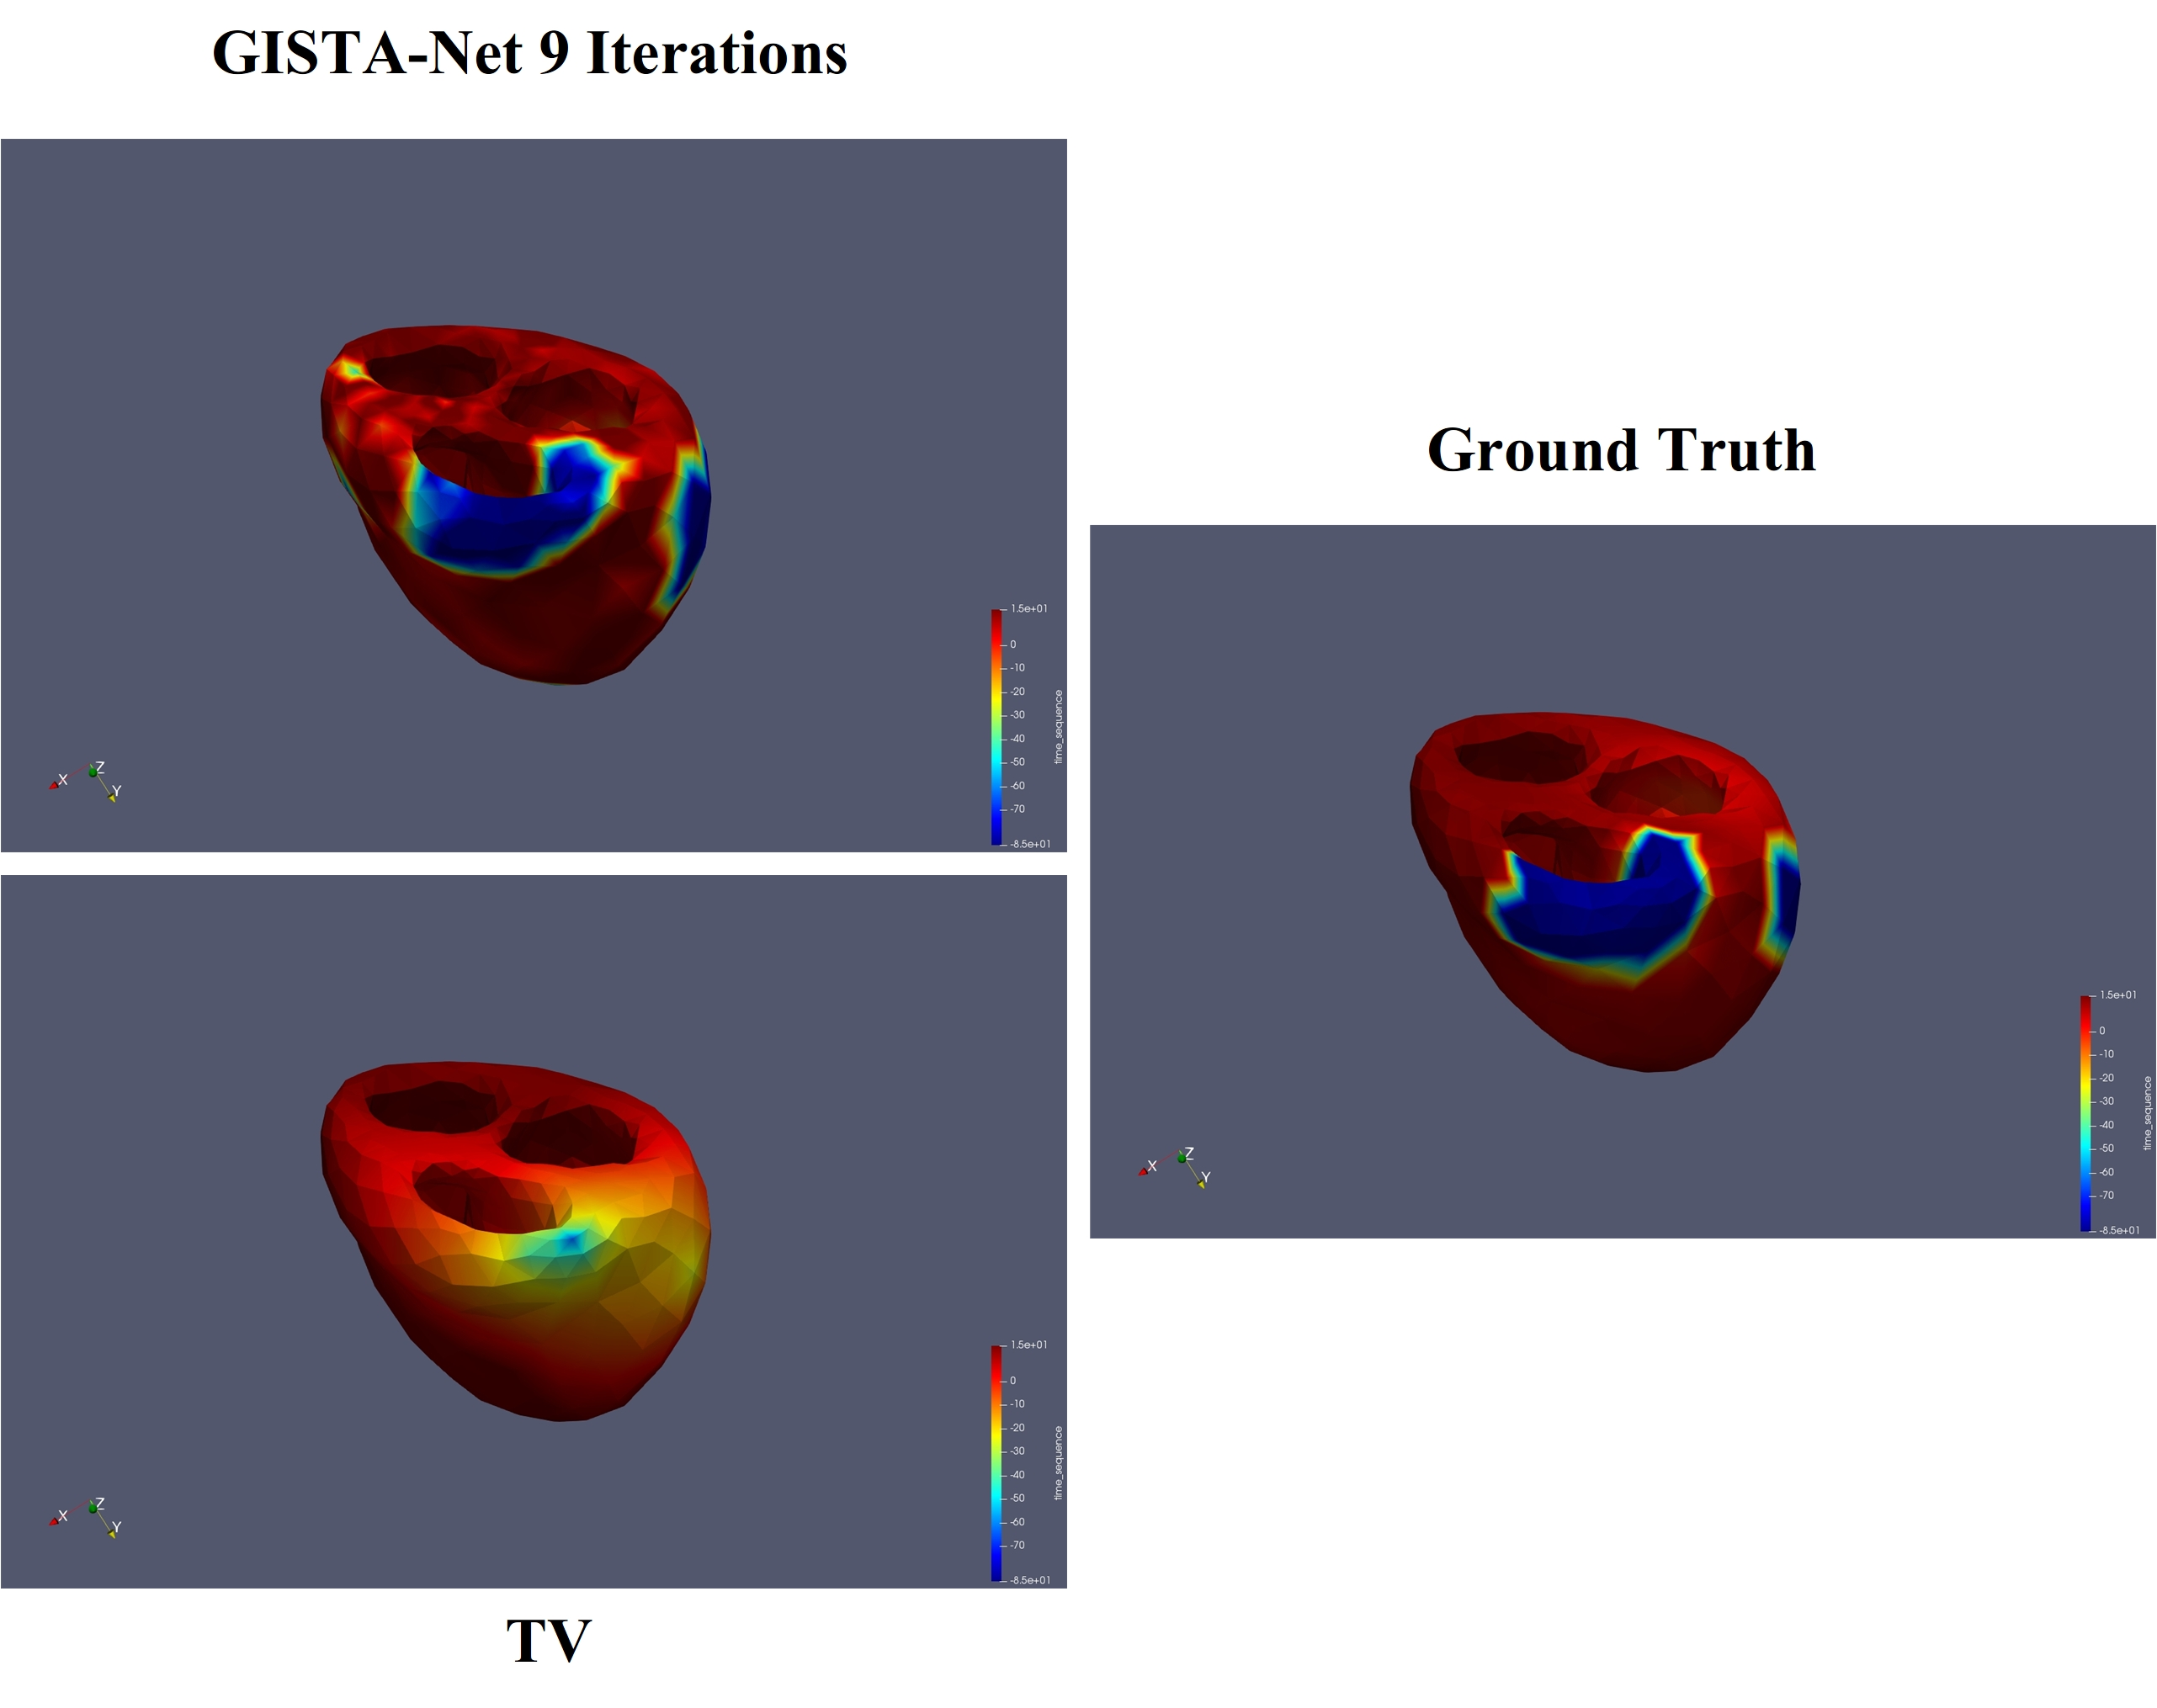 GISTA-Net 9 Iterations
1.5e+01
0
-10
-20
-30
-40
-50
-60
-70
-8.5e+01
time_sequence
X
Z
Y
Ground Truth
1.5e+01
0
-10
-20
-30
-40
-50
-60
-70
-8.5e+01
time_sequence
X
Z
Y
1.5e+01
0
-10
-20
-30
-40
-50
-60
-70
-8.5e+01
time_sequence
X
Z
Y
TV